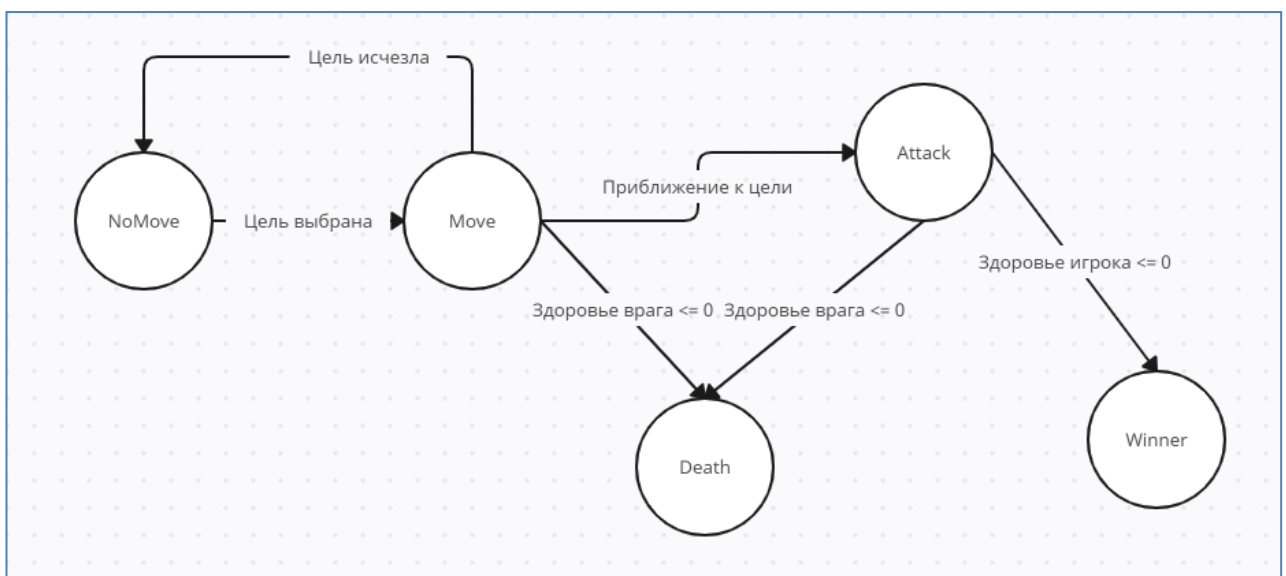 Цель исчезла
Attack
Приближение к цели
NoMove
Цель выбрана
Move
Здоровье игрока <= 0
Здоровье врага <= 0
Здоровье врага <= 0
Winner
Death